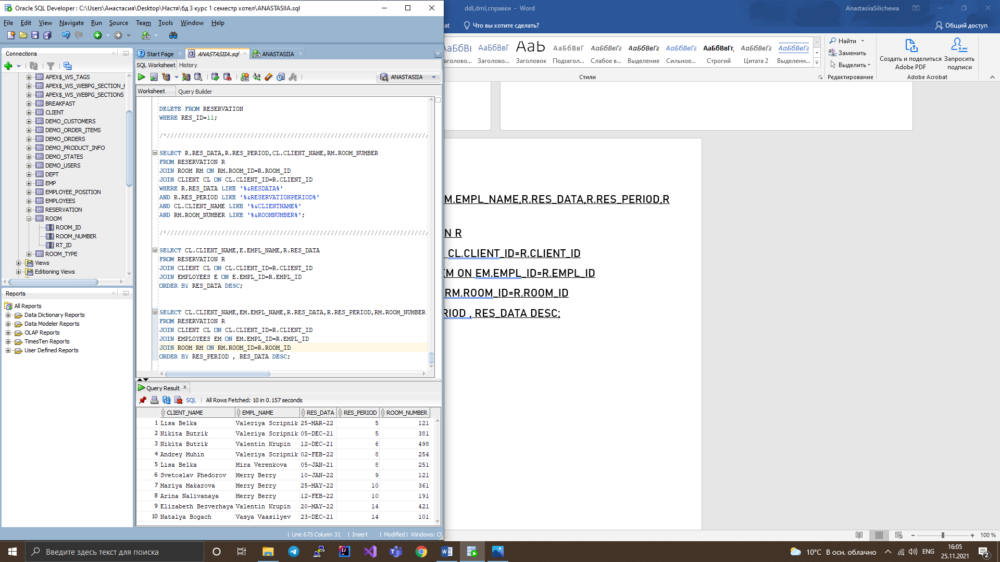 Oracle SQL Developer : C:\Users\Анастасия\Desktop\Настя\бд 3 курс 1 семестр хотел\ANASTASIIA.sql
File Edit View Navigate Run Source Team Tools Window Help
Connections
APEX$_WS_TAGS
APEX$_WS_WEBPG_SECTION_H
APEX$_WS_WEBPG_SECTIONS
BREAKFAST
CLIENT
DEMO_CUSTOMERS
DEMO_ORDER_ITEMS
DEMO_ORDERS
DEMO_PRODUCT_INFO
DEMO_STATES
DEMO_USERS
DEPT
EMP
EMPLOYEE_POSITION
EMPLOYEES
RESERVATION
ROOM
ROOM_ID
ROOM_NUMBER
RT_ID
ROOM_TYPE
Views
Editioning Views
Reports
All Reports
Data Dictionary Reports
Data Modeler Reports
OLAP Reports
TimesTen Reports
User Defined Reports
Start Page ANASTASIIA.sql ANASTASIIA
SQL Worksheet History
ANASTASIIA
Worksheet Query Builder
DELETE FROM RESERVATION
WHERE RES_ID=11;
SELECT R.RES_DATA,R.RES_PERIOD,CL.CLIENT_NAME,RM.ROOM_NUMBER
FROM RESERVATION R
JOIN ROOM RM ON RM.ROOM_ID=R.ROOM_ID
JOIN CLIENT CL ON CL.CLIENT_ID=R.CLIENT_ID
WHERE R.RES_DATA LIKE '%&RESDATA%'
AND R.RES_PERIOD LIKE '%&RESERVATIONPERIOD%'
AND CL.CLIENT_NAME LIKE '%&CLIENTNAME%'
AND RM.ROOM_NUMBER LIKE '%&ROOMNUMBER%';
SELECT CL.CLIENT_NAME,E.EMPL_NAME,R.RES_DATA
FROM RESERVATION R
JOIN CLIENT CL ON CL.CLIENT_ID=R.CLIENT_ID
JOIN EMPLOYEES E ON E.EMPL_ID=R.EMPL_ID
ORDER BY RES_DATA DESC;
SELECT CL.CLIENT_NAME,EM.EMPL_NAME,R.RES_DATA,R.RES_PERIOD,RM.ROOM_NUMBER
FROM RESERVATION R
JOIN CLIENT CL ON CL.CLIENT_ID=R.CLIENT_ID
JOIN EMPLOYEES EM ON EM.EMPL_ID=R.EMPL_ID
JOIN ROOM RM ON RM.ROOM_ID=R.ROOM_ID
ORDER BY RES_PERIOD , RES_DATA DESC;
Query Result
SQL | All Rows Fetched: 10 in 0.157 seconds
CLIENT_NAME EMPL_NAME RES_DATA RES_PERIOD ROOM_NUMBER
1 Lisa Belka Valeriya Scripnik 25-MAR-22 5 121
2 Nikita Butrik Valeriya Scripnik 05-DEC-21 5 381
3 Nikita Butrik Valentin Krupin 12-DEC-21 6 498
4 Andrey Muhin Valeriya Scripnik 02-FEB-22 8 254
5 Lisa Belka Mira Verenkova 05-JAN-21 8 251
6 Svetoslav Phedorov Merry Berry 10-JAN-22 9 121
7 Mariya Makarova Merry Berry 25-MAY-22 10 361
8 Arina Nalivanaya Merry Berry 12-FEB-22 10 191
9 Elizabeth Bezverhaya Valentin Krupin 20-MAY-22 14 421
10 Natalya Bogach Vasya Vaasilyev 23-DEC-21 14 101
| Line 675 Column 31 | Insert | Modified | Windows: CF
ddl,dml,справки - Word AnastasiiaSilichewa
at Что вы хотите сделать? Общий доступ
АаБбВв АаБбВвГ АаБ АаБбВвГ АаБбВвГг АаБбВвГг АаБбВвГг АаБбВвГг, АаБбВвГг АаБбВвГг
аголово... Заголово... Заголовок Подзагол... Слабое в... Выделение Сильное... Строгий Цитата 2 Выделенн...
Стили
Найти
Заменить
Выделить
Редактирование
Создать и поделиться Adobe PDF
Запросить подписи
Adobe Acrobat
M.EMPL_NAME,R.RES_DATA,R.RES_PERIOD,R
N R
CL.CLIENT_ID=R.CLIENT_ID
EM ON EM.EMPL_ID=R.EMPL_ID
RM.ROOM_ID=R.ROOM_ID
RIOD , RES_DATA DESC;
100 %
Введите здесь текст для поиска
10°C В осн. облачно ENG 16:05
25.11.2021
2